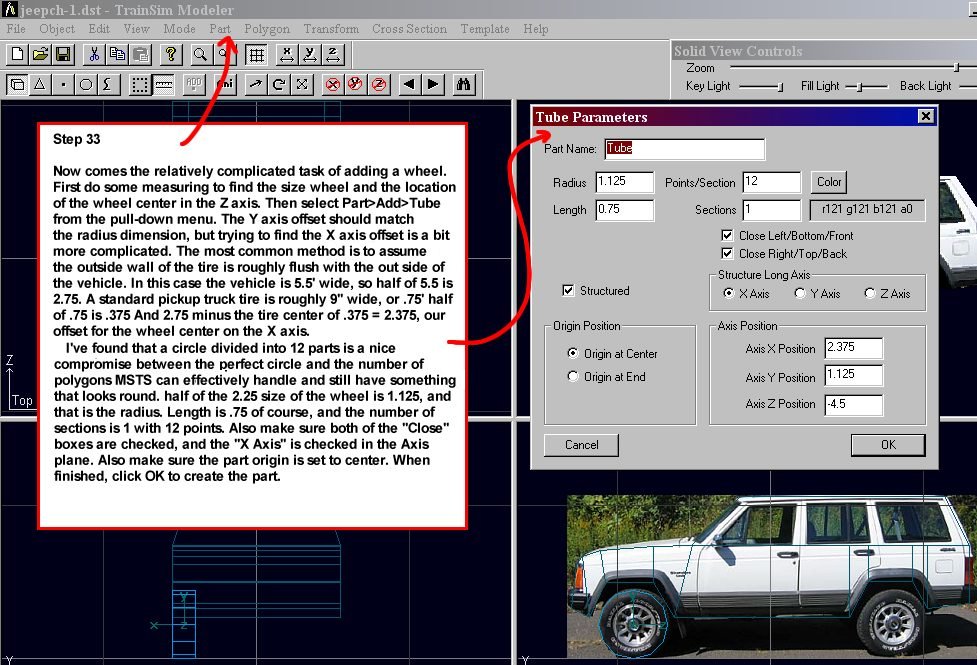 jeepch-1.dst - TrainSim Modeler
File Object Edit View Mode Part Polygon Transform Cross Section Template Help
Solid View Controls
Zoom
Key Light Fill Light Back Light
Step 33
Now comes the relatively complicated task of adding a wheel.
First do some measuring to find the size wheel and the location
of the wheel center in the Z axis. Then select Part>Add>Tube
from the pull-down menu. The Y axis offset should match
the radius dimension, but trying to find the X axis offset is a bit
more complicated. The most common method is to assume
the outside wall of the tire is roughly flush with the out side of
the vehicle. In this case the vehicle is 5.5' wide, so half of 5.5 is
2.75. A standard pickup truck tire is roughly 9" wide, or .75' half
of .75 is .375 And 2.75 minus the tire center of .375 = 2.375, our
offset for the wheel center on the X axis.
I've found that a circle divided into 12 parts is a nice
compromise between the perfect circle and the number of
polygons MSTS can effectively handle and still have something
that looks round. half of the 2.25 size of the wheel is 1.125, and
that is the radius. Length is .75 of course, and the number of
sections is 1 with 12 points. Also make sure both of the "Close"
boxes are checked, and the "X Axis" is checked in the Axis
plane. Also make sure the part origin is set to center. When
finished, click OK to create the part.
Tube Parameters
Part Name: Tube
Radius 1.125 Points/Section 12 Color
Length 0.75 Sections 1 r121 g121 b121 a0
Close Left/Bottom/Front
Close Right/Top/Back
Structured
Structure Long Axis
X Axis Y Axis Z Axis
Origin Position
Origin at Center
Origin at End
Axis Position
Axis X Position 2.375
Axis Y Position 1.125
Axis Z Position -4.5
Cancel OK
Z
Top
Y
X
Y
Y